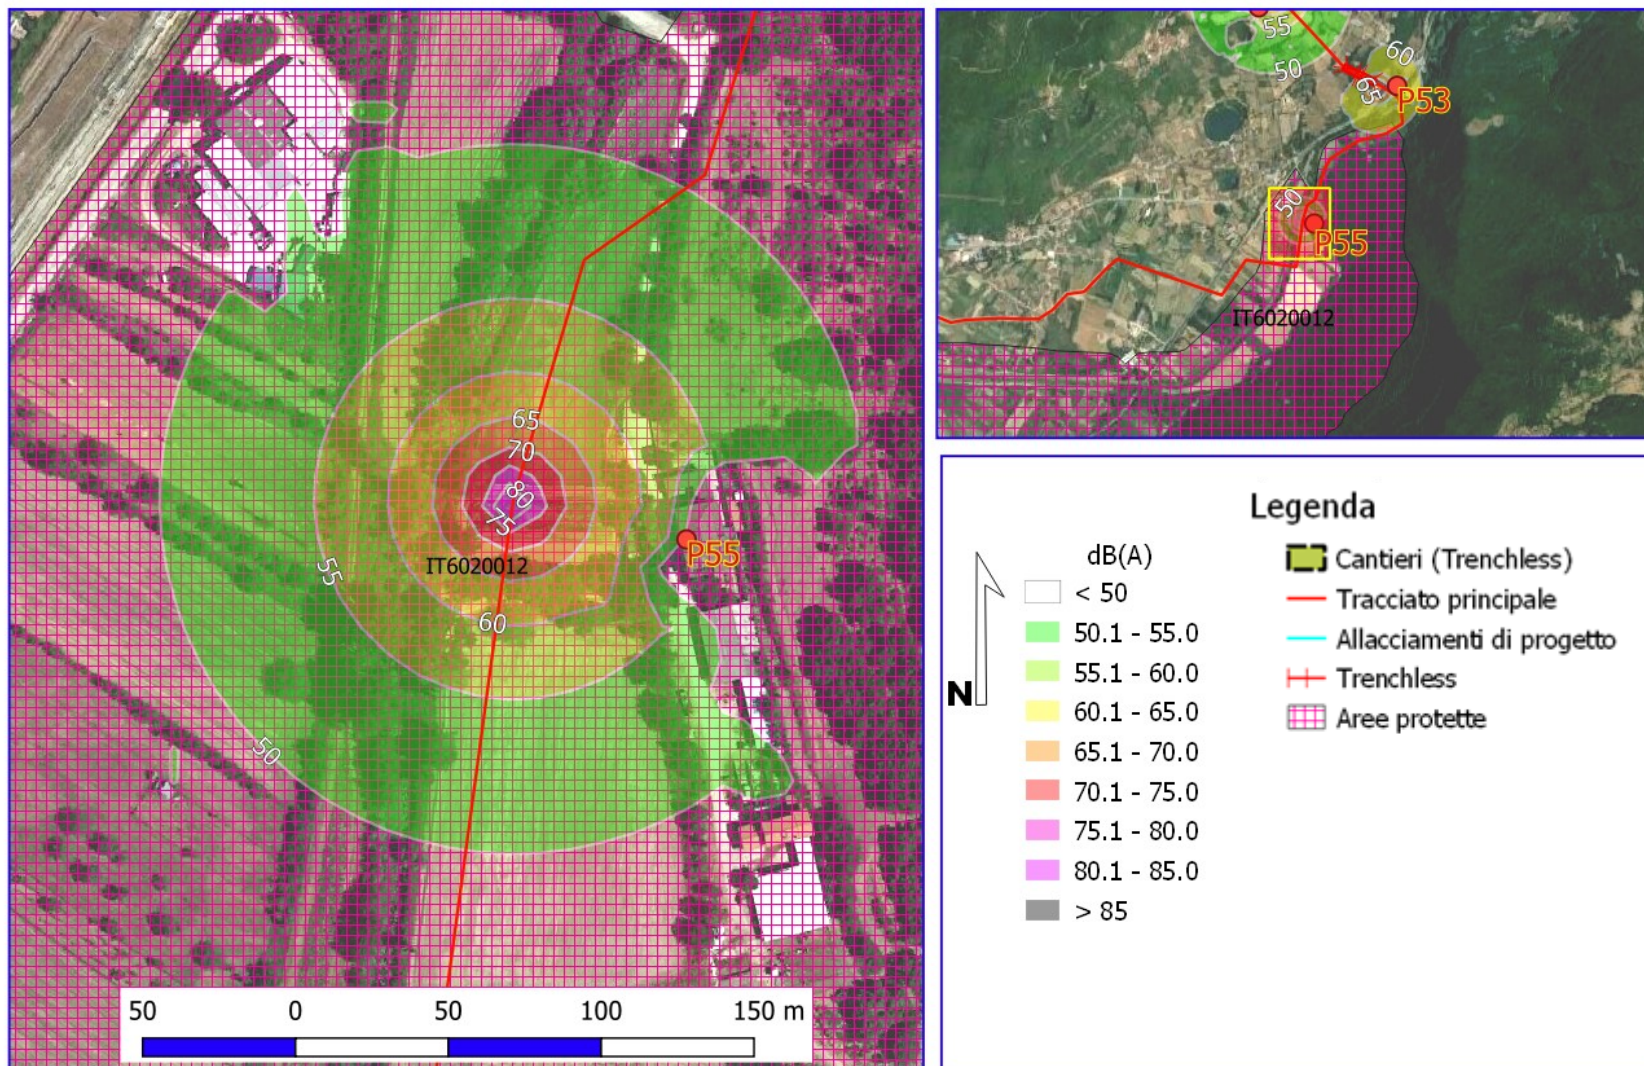 65
70
80
75
IT6020012
P55
55
60
50
50 0 50 100 150 m
55
50
60
65
P53
50
P55
IT6020012
Legenda
dB(A)
< 50
50.1 - 55.0
55.1 - 60.0
60.1 - 65.0
65.1 - 70.0
70.1 - 75.0
75.1 - 80.0
80.1 - 85.0
> 85
N
Cantieri (Trenchless)
Tracciato principale
Allacciamenti di progetto
Trenchless
Aree protette